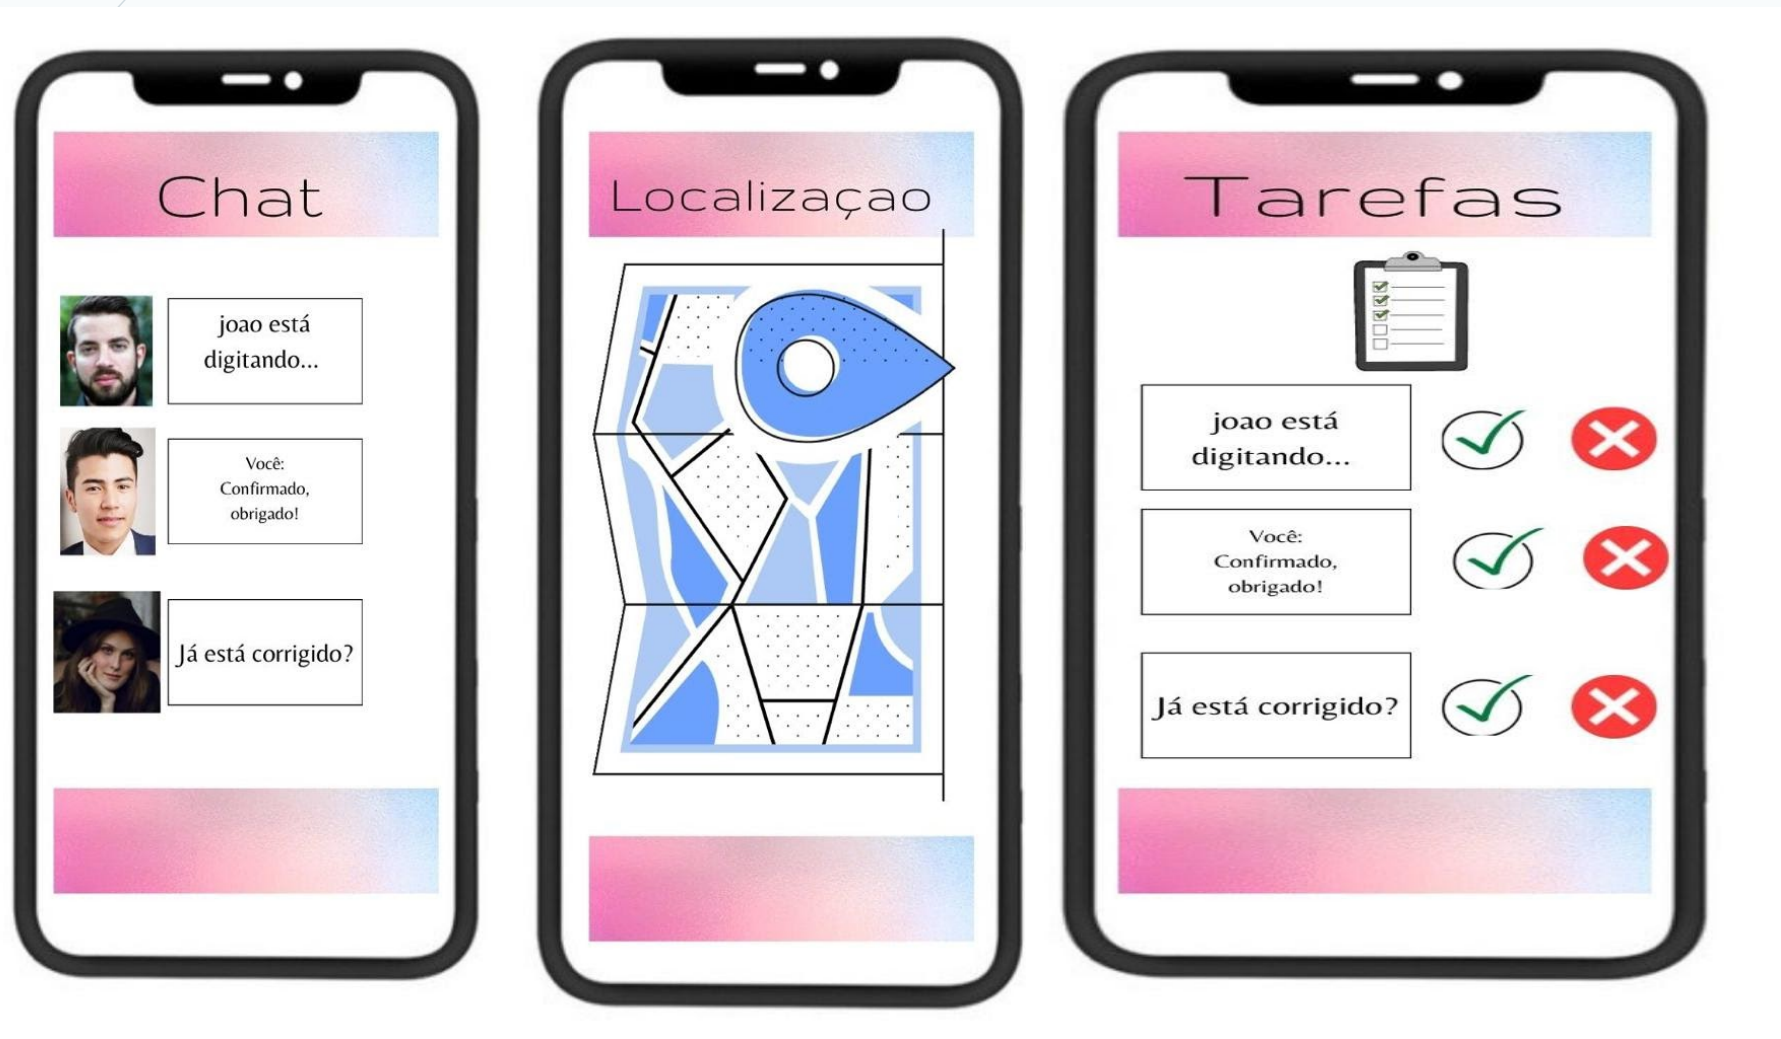 Chat
joao está
digitando...
Você:
Confirmado,
obrigado!
Já está corrigido?
Localizaçao
Tarefas
joao está
digitando...
Você:
Confirmado,
obrigado!
Já está corrigido?